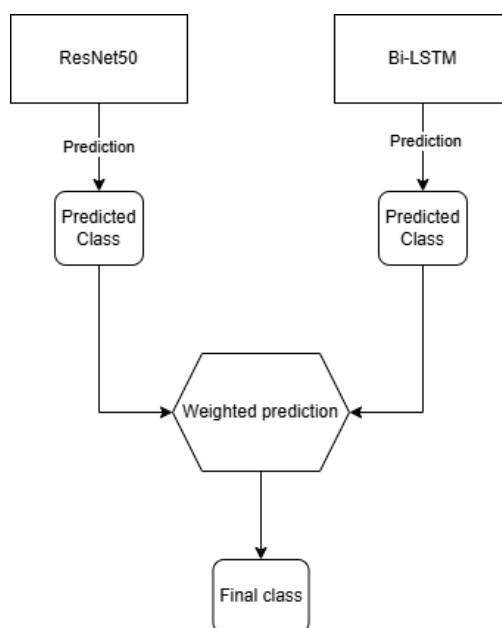 ResNet50
Bi-LSTM
Prediction
Prediction
Predicted
Class
Predicted
Class
Weighted prediction
Final class